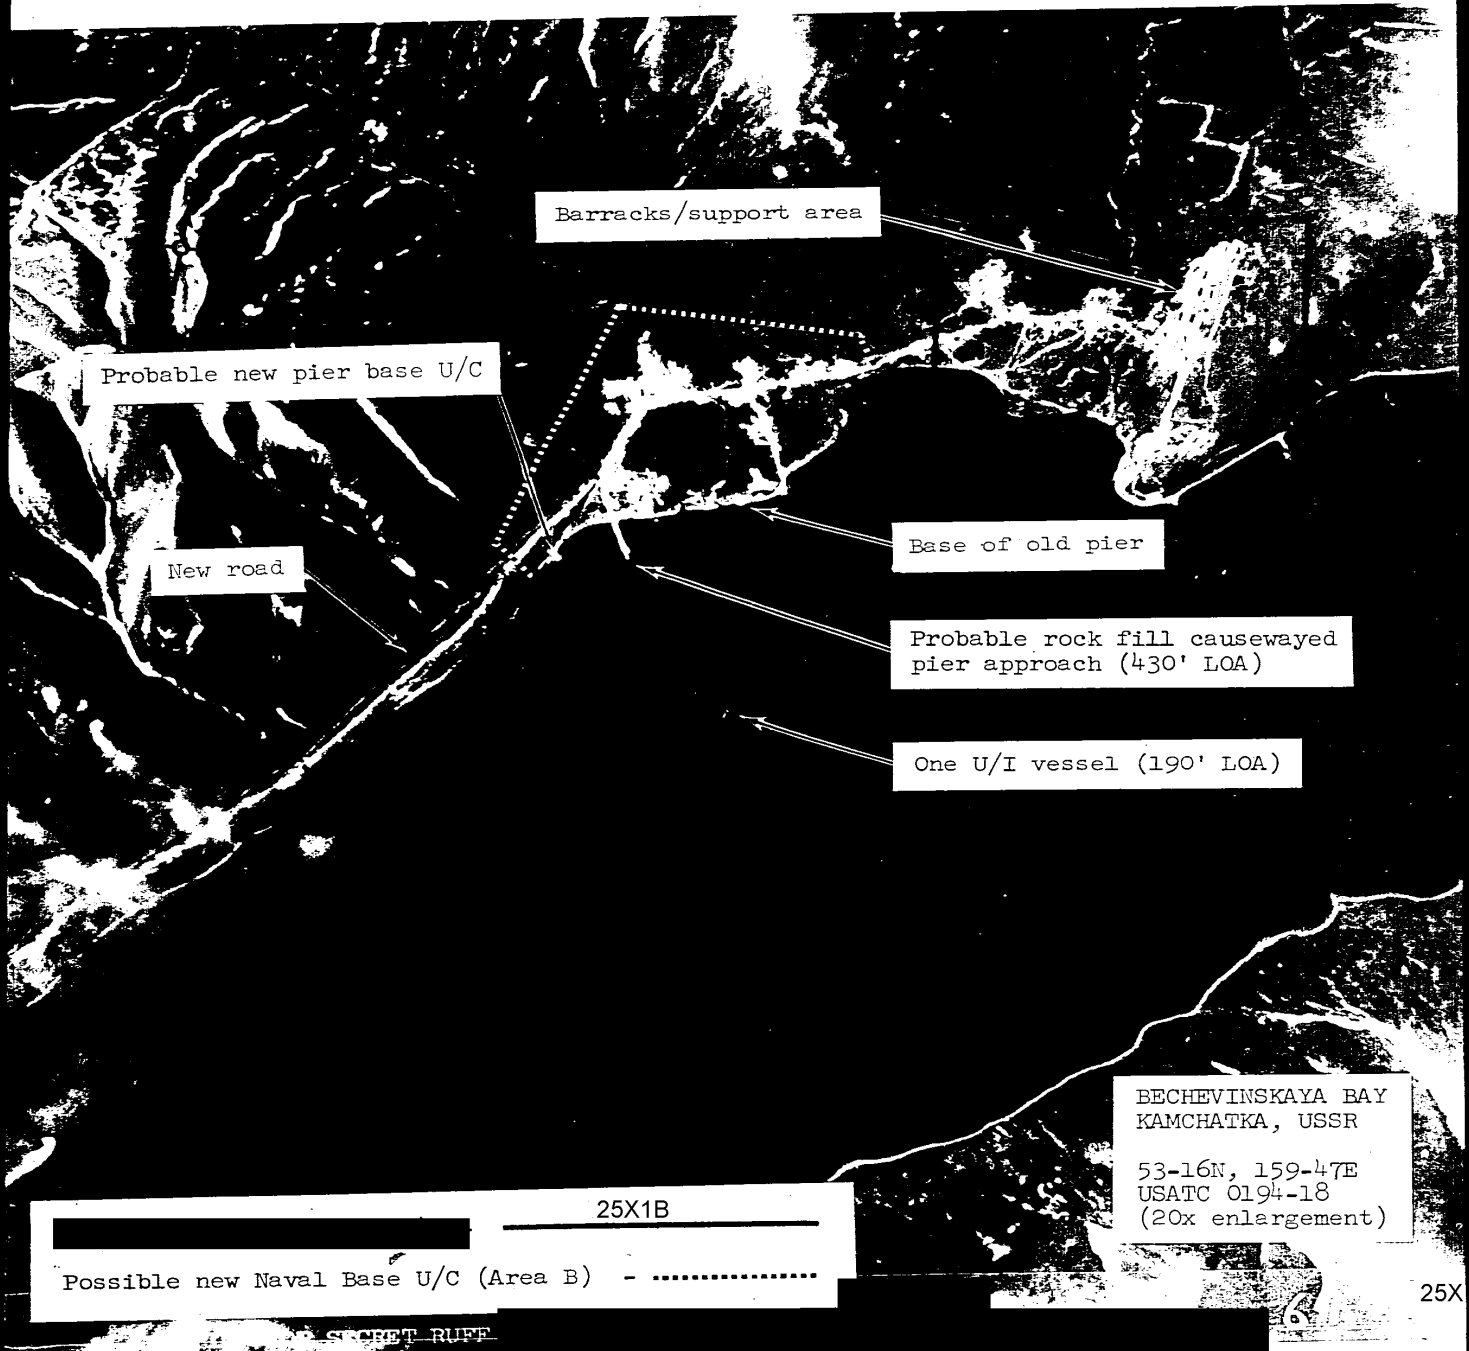 Barracks/support area
Probable new pier base U/C
New road
Base of old pier
Probable rock fill causewayed
pier approach (430' LOA)
One U/I vessel (190' LOA)
BECHEVINSKAYA BAY
KAMCHATKA, USSR
53-16N, 159-47E
USATC 0194-18
(20x enlargement)
25X1B
Possible new Naval Base U/C (Area B) -
25X
6
SECRET RUFF